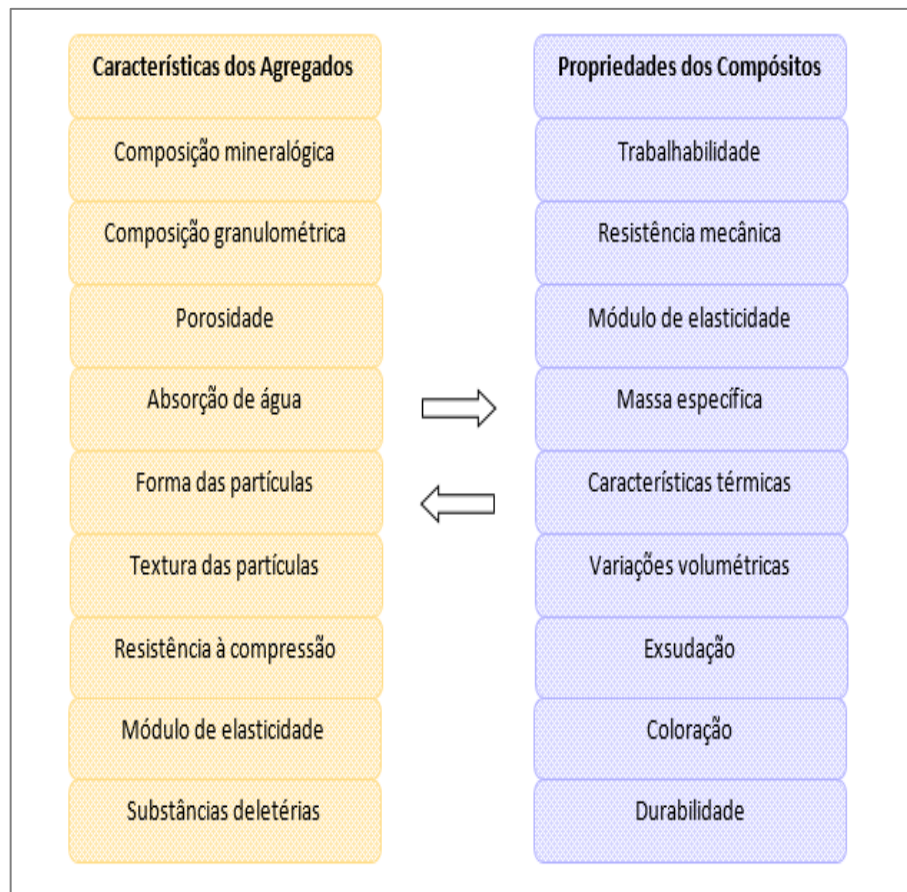 Características dos Agregados
Composição mineralógica
Composição granulométrica
Porosidade
Absorção de água
Forma das partículas
Textura das partículas
Resistência à compressão
Módulo de elasticidade
Substâncias deletérias
Propriedades dos Compósitos
Trabalhabilidade
Resistência mecânica
Módulo de elasticidade
Massa específica
Características térmicas
Variações volumétricas
Exsudação
Coloração
Durabilidade